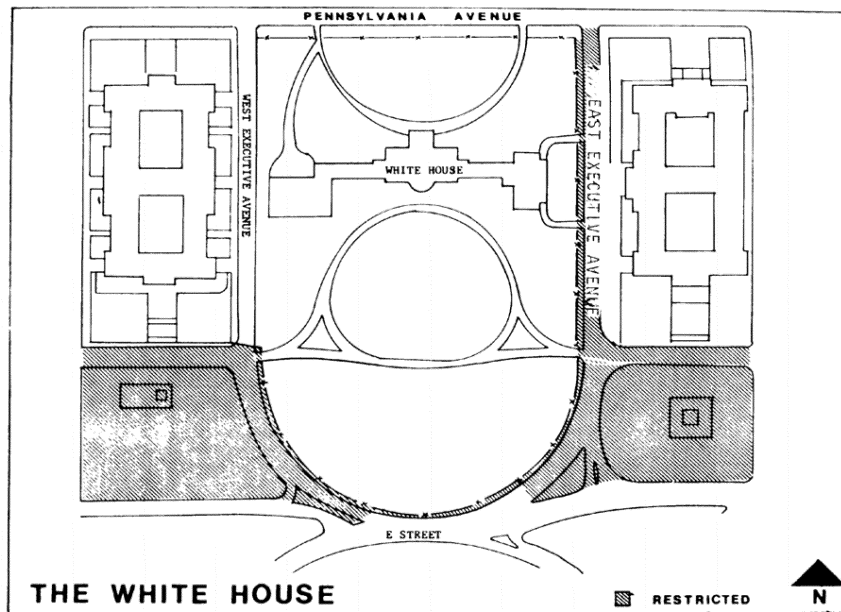 PENNSYLVANIA AVENUE
WEST EXECUTIVE AVENUE
WHITE HOUSE
EAST EXECUTIVE AVENUE
E STREET
THE WHITE HOUSE
RESTRICTED
N